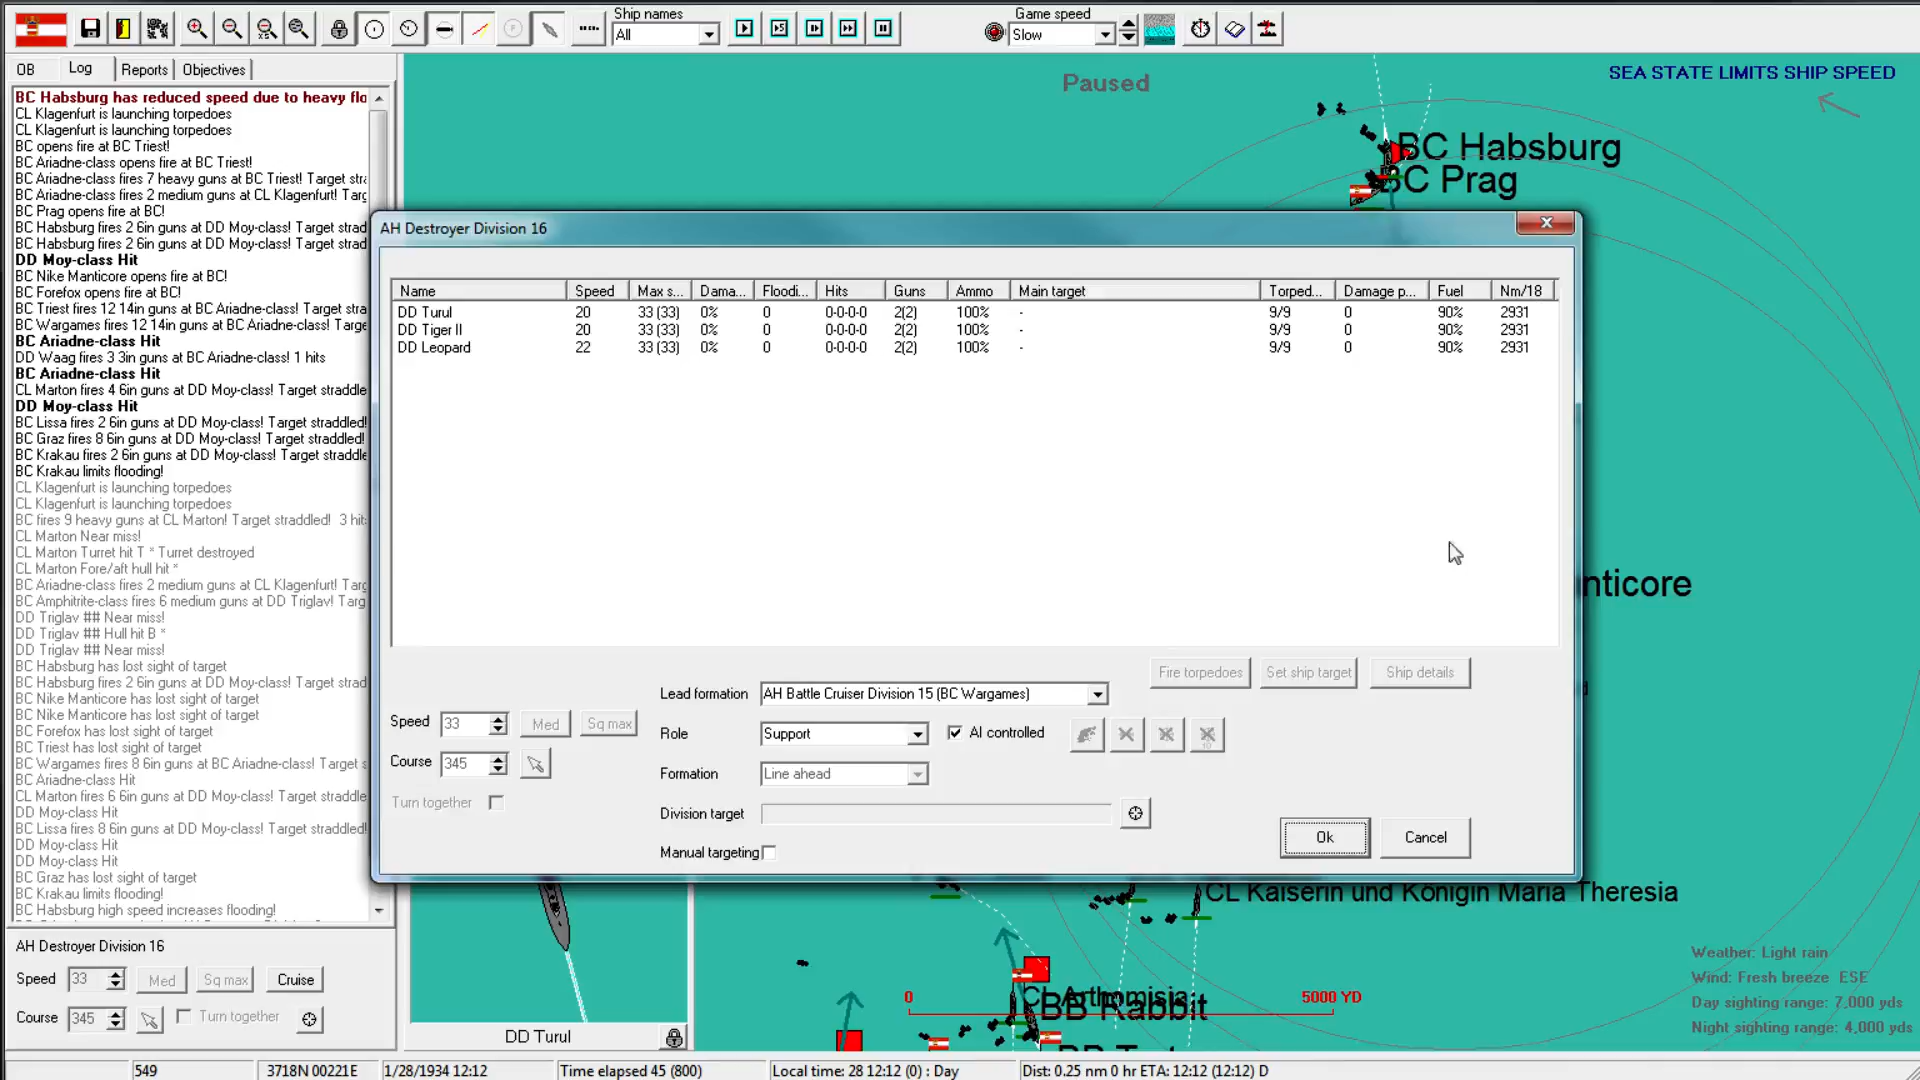 Ship names
All
Game speed
Slow
OB
Log
Reports
Objectives
Paused
SEA STATE LIMITS SHIP SPEED
BC Habsburg has reduced speed due to heavy flo
CL Klagenfurt is launching torpedoes
CL Klagenfurt is launching torpedoes
BC opens fire at BC Triest!
BC Ariadne-class opens fire at BC Triest!
BC Ariadne-class fires 7 heavy guns at BC Triest! Target stra
BC Ariadne-class fires 2 medium guns at CL Klagenfurt! Targ
BC Prag opens fire at BC!
BC Habsburg fires 2 6in guns at DD Moy-class! Target strad
BC Habsburg fires 2 6in guns at DD Moy-class! Target strad
DD Moy-class Hit
BC Nike Manticore opens fire at BC!
BC Forefox opens fire at BC!
BC Triest fires 12 14in guns at BC Ariadne-class! Target stra
BC Wargames fires 12 14in guns at BC Ariadne-class! Targe
BC Ariadne-class Hit
DD Waag fires 3 3in guns at BC Ariadne-class! 1 hits
BC Ariadne-class Hit
CL Marton fires 4 6in guns at DD Moy-class! Target straddle
DD Moy-class Hit
BC Lissa fires 2 6in guns at DD Moy-class! Target straddled!
BC Graz fires 8 6in guns at DD Moy-class! Target straddled!
BC Krakau fires 2 6in guns at DD Moy-class! Target straddle
BC Krakau limits flooding!
CL Klagenfurt is launching torpedoes
CL Klagenfurt is launching torpedoes
BC fires 9 heavy guns at CL Marton! Target straddled! 3 hit
CL Marton Near miss!
CL Marton Turret hit T * Turret destroyed
CL Marton Fore/aft hull hit *
BC Ariadne-class fires 2 medium guns at CL Klagenfurt! Targ
BC Amphitrite-class fires 6 medium guns at DD Triglav! Targ
DD Triglav ## Near miss!
DD Triglav ## Hull hit B *
DD Triglav ## Near miss!
BC Habsburg has lost sight of target
BC Habsburg fires 2 6in guns at DD Moy-class! Target strad
BC Nike Manticore has lost sight of target
BC Nike Manticore has lost sight of target
BC Forefox has lost sight of target
BC Triest has lost sight of target
BC Wargames fires 8 6in guns at BC Ariadne-class! Target s
BC Ariadne-class Hit
CL Marton fires 6 6in guns at DD Moy-class! Target straddle
DD Moy-class Hit
BC Lissa fires 8 6in guns at DD Moy-class! Target straddled!
DD Moy-class Hit
DD Moy-class Hit
BC Graz has lost sight of target
BC Krakau limits flooding!
BC Habsburg high speed increases flooding!
BC Habsburg
BC Prag
AH Destroyer Division 16
Name Speed Max s... Dama... Floodi... Hits Guns Ammo Main target Torped... Damage p... Fuel Nm/18
DD Turul 20 33 (33) 0% 0 0-0-0-0 2(2) 100% - 9/9 0 90% 2931
DD Tiger II 20 33 (33) 0% 0 0-0-0-0 2(2) 100% - 9/9 0 90% 2931
DD Leopard 22 33 (33) 0% 0 0-0-0-0 2(2) 100% - 9/9 0 90% 2931
nticore
Fire torpedoes
Set ship target
Ship details
Lead formation AH Battle Cruiser Division 15 (BC Wargames)
Speed 33 Med Sq max
Role Support AI controlled
Course 345
Formation Line ahead
Turn together
Division target
Manual targeting
Ok
Cancel
CL Kaiserin und Königin Maria Theresia
CL Arthomisia
BB Rabbit
0
5000 YD
Weather: Light rain
Wind: Fresh breeze ESE
Day sighting range: 7,000 yds
Night sighting range: 4,000 yds
AH Destroyer Division 16
Speed 33 Med Sq max Cruise
Course 345 Turn together
DD Turul
549
3718N 00221E
1/28/1934 12:12
Time elapsed 45 (800)
Local time: 28 12:12 (0) : Day
Dist: 0.25 nm 0 hr ETA: 12:12 (12:12) D